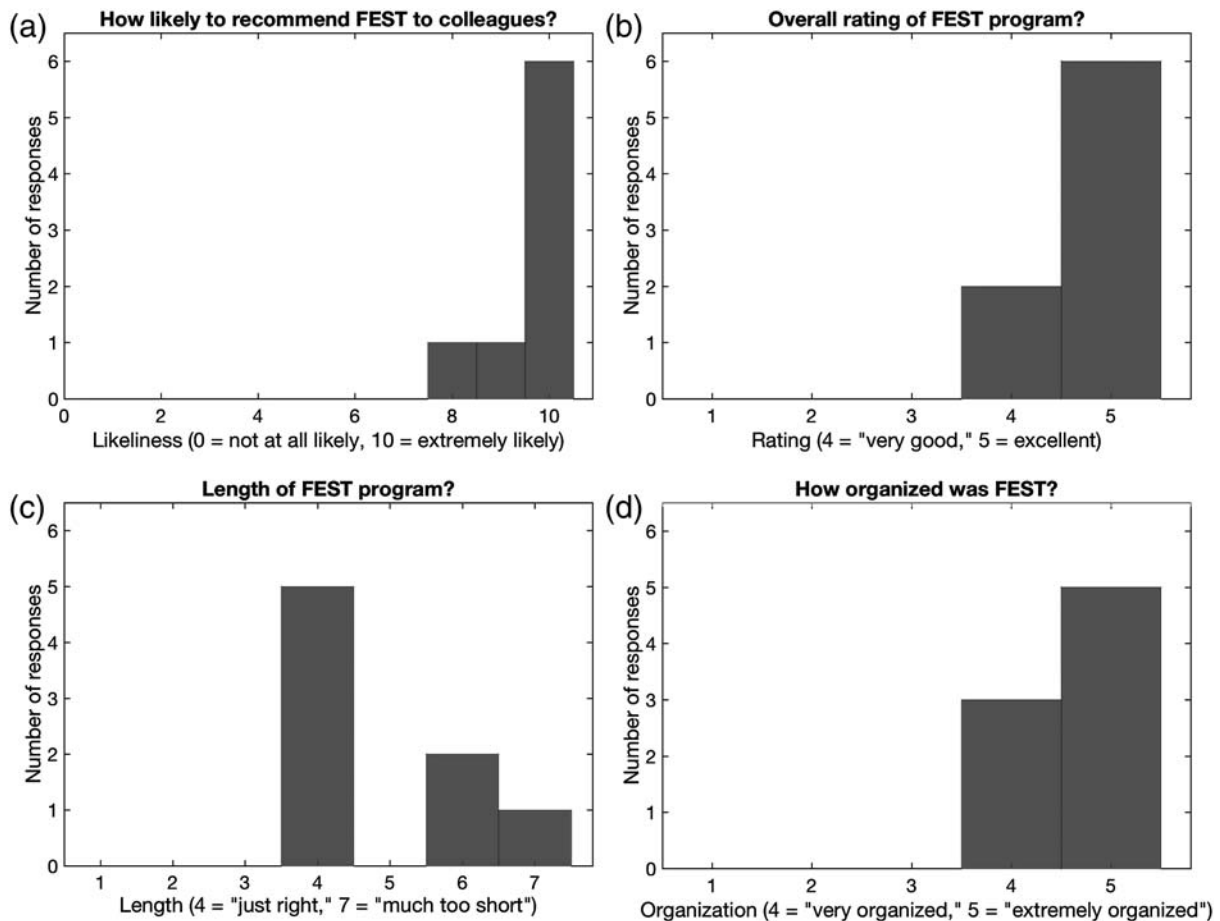 (a)
How likely to recommend FEST to colleagues?
Number of responses
6
5
4
3
2
1
0
0 2 4 6 8 10
Likeliness (0 = not at all likely, 10 = extremely likely)
(b)
Overall rating of FEST program?
Number of responses
6
5
4
3
2
1
0
1 2 3 4 5
Rating (4 = "very good," 5 = excellent)
(c)
Length of FEST program?
Number of responses
6
5
4
3
2
1
0
1 2 3 4 5 6 7
Length (4 = "just right," 7 = "much too short")
(d)
How organized was FEST?
Number of responses
6
5
4
3
2
1
0
1 2 3 4 5
Organization (4 = "very organized," 5 = "extremely organized")